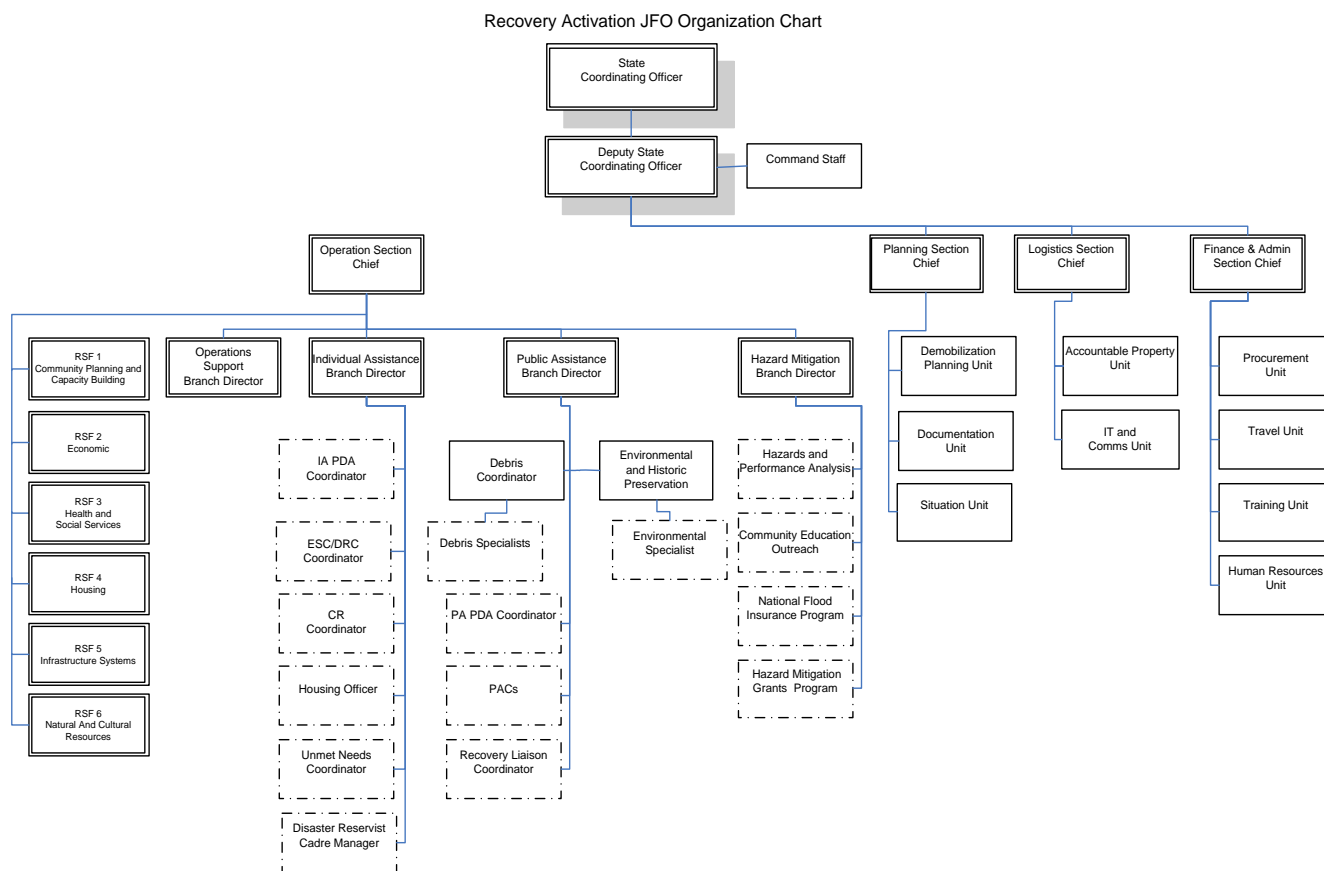 Recovery Activation JFO Organization Chart
State
Coordinating Officer
Deputy State
Coordinating Officer
Command Staff
Operation Section
Chief
Planning Section
Chief
Logistics Section
Chief
Finance & Admin
Section Chief
RSF 1
Community Planning and
Capacity Building
RSF 2
Economic
RSF 3
Health and
Social Services
RSF 4
Housing
RSF 5
Infrastructure Systems
RSF 6
Natural And Cultural
Resources
Operations
Support
Branch Director
Individual Assistance
Branch Director
IA PDA
Coordinator
ESC/DRC
Coordinator
CR
Coordinator
Housing Officer
Unmet Needs
Coordinator
Disaster Reservist
Cadre Manager
Public Assistance
Branch Director
Debris
Coordinator
Environmental
and Historic
Preservation
Debris Specialists
Environmental
Specialist
PA PDA Coordinator
PACs
Recovery Liaison
Coordinator
Hazard Mitigation
Branch Director
Hazards and
Performance Analysis
Community Education
Outreach
National Flood
Insurance Program
Hazard Mitigation
Grants Program
Demobilization
Planning Unit
Documentation
Unit
Situation Unit
Accountable Property
Unit
IT and
Comms Unit
Procurement
Unit
Travel Unit
Training Unit
Human Resources
Unit